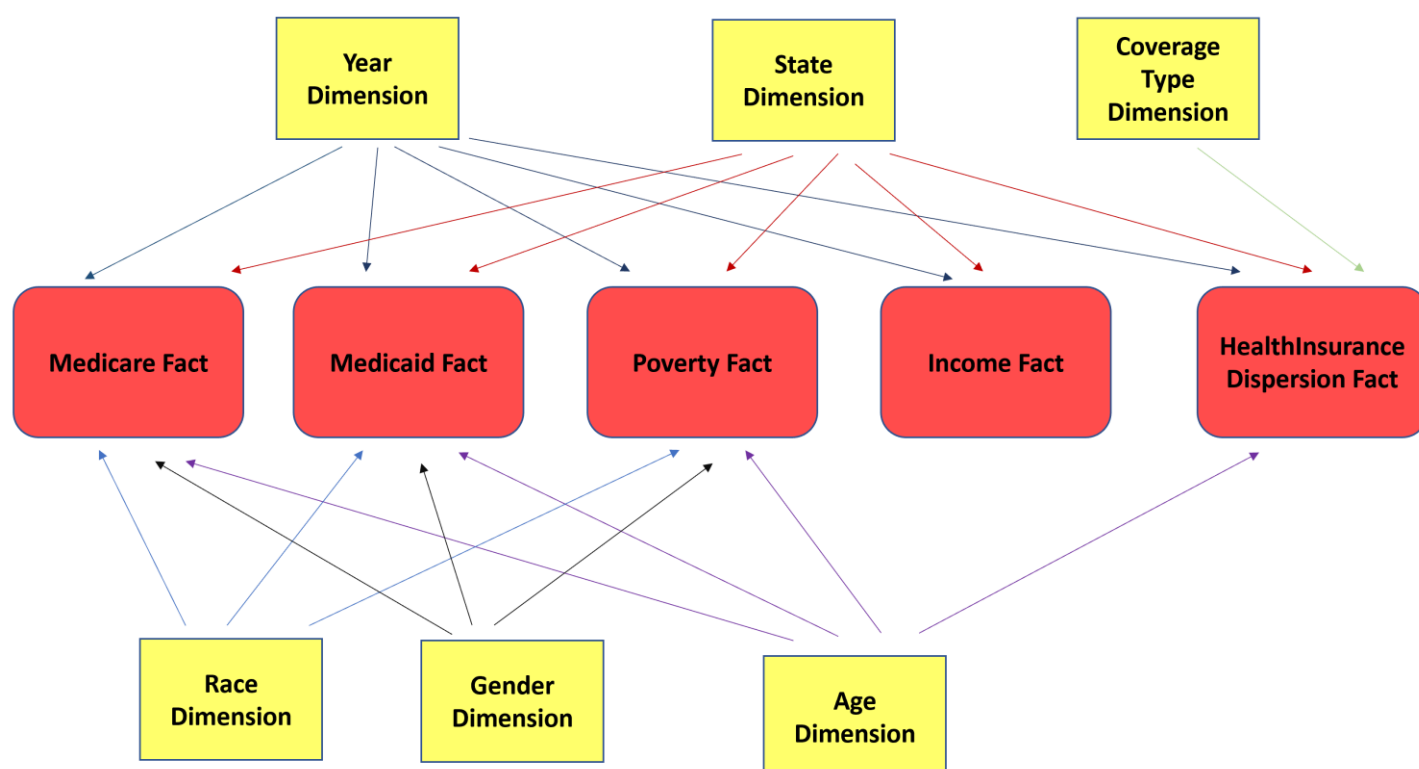 Year
Dimension
State
Dimension
Coverage
Type
Dimension
Medicare Fact
Medicaid Fact
Poverty Fact
Income Fact
HealthInsurance
Dispersion Fact
Race
Dimension
Gender
Dimension
Age
Dimension